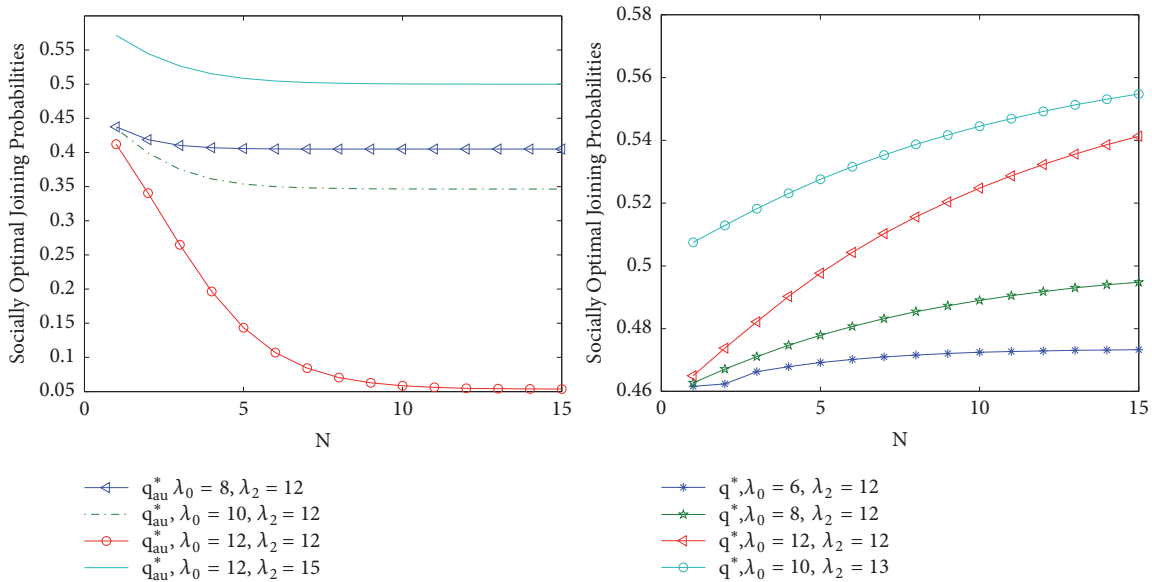 Socially Optimal Joining Probabilities
0.55
0.5
0.45
0.4
0.35
0.3
0.25
0.2
0.15
0.1
0.05
0 5 10 15
N
q*au λ0 = 8, λ2 = 12
q*au, λ0 = 10, λ2 = 12
q*au, λ0 = 12, λ2 = 12
q*au, λ0 = 12, λ2 = 15
Socially Optimal Joining Probabilities
0.58
0.56
0.54
0.52
0.5
0.48
0.46
0 5 10 15
N
q*,λ0 = 6, λ2 = 12
q*,λ0 = 8, λ2 = 12
q*,λ0 = 12, λ2 = 12
q*,λ0 = 10, λ2 = 13